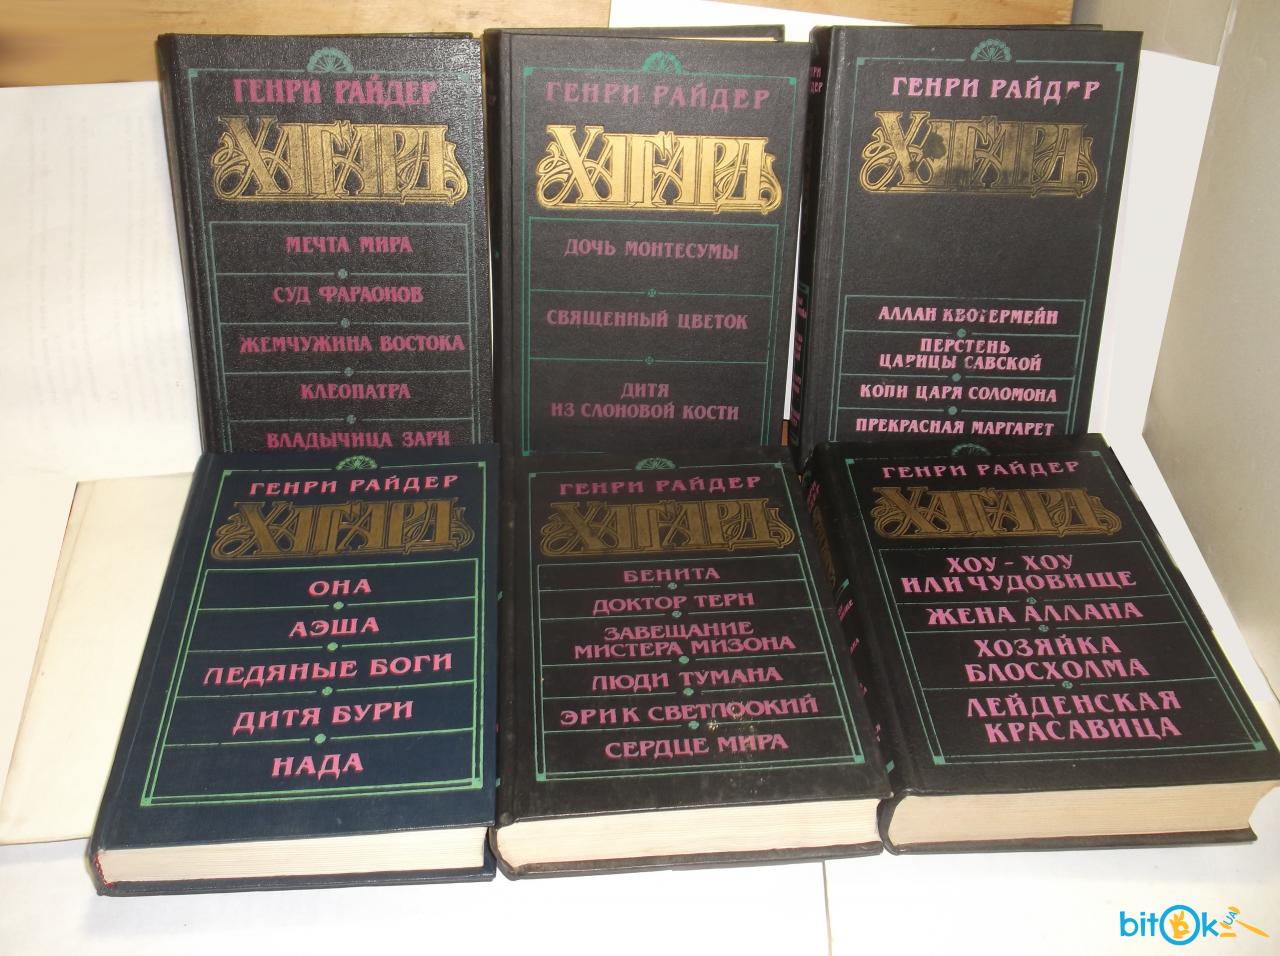 ГЕНРИ РАЙДЕР
ХАГГАРД
МЕЧТА МИРА
СУД ФАРАОНОВ
ЖЕМЧУЖИНА ВОСТОКА
КЛЕОПАТРА
ВЛАДЫЧИЦА ЗАРИ
ГЕНРИ РАЙДЕР
ХАГГАРД
ДОЧЬ МОНТЕСУМЫ
СВЯЩЕННЫЙ ЦВЕТОК
ДИТЯ
ИЗ СЛОНОВОЙ КОСТИ
ГЕНРИ РАЙДЕР
ХАГГАРД
АЛЛАН КВОТЕРМЕЙН
ПЕРСТЕНЬ
ЦАРИЦЫ САВСКОЙ
КОПИ ЦАРЯ СОЛОМОНА
ПРЕКРАСНАЯ МАРГАРЕТ
ГЕНРИ РАЙДЕР
ХАГГАРД
ОНА
АЭША
ЛЕДЯНЫЕ БОГИ
ДИТЯ БУРИ
НАДА
ГЕНРИ РАЙДЕР
ХАГГАРД
БЕНИТА
ДОКТОР ТЕРН
ЗАВЕЩАНИЕ
МИСТЕРА МИЗОНА
ЛЮДИ ТУМАНА
ЭРИК СВЕТЛООКИЙ
СЕРДЦЕ МИРА
ГЕНРИ РАЙДЕР
ХАГГАРД
ХОУ - ХОУ
ИЛИ ЧУДОВИЩЕ
ЖЕНА АЛЛАНА
ХОЗЯЙКА
БЛОСХОЛМА
ЛЕЙДЕНСКАЯ
КРАСАВИЦА
bitOk UA